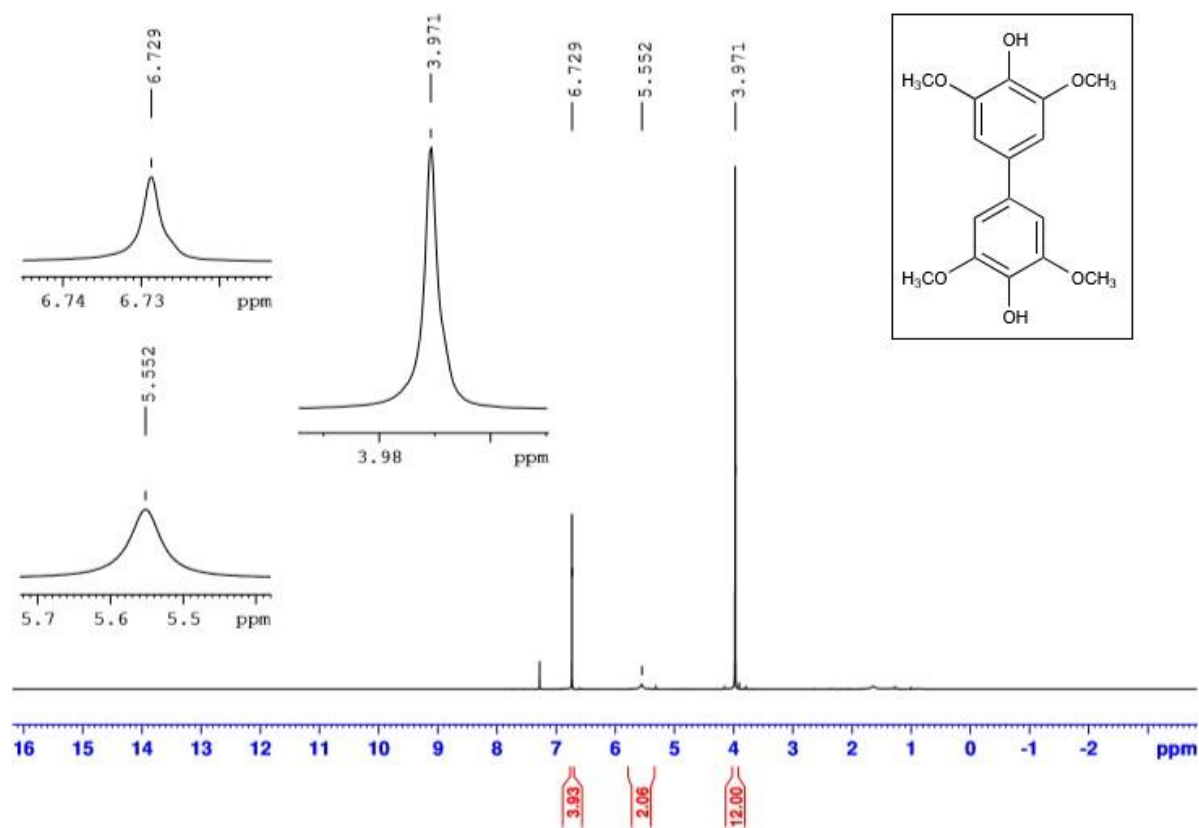 6.729
3.971
6.729
5.552
3.971
OH
H3CO
OCH3
H3CO
OCH3
OH
6.74 6.73 ppm
5.552
3.98 ppm
5.7 5.6 5.5 ppm
16 15 14 13 12 11 10 9 8 7 6 5 4 3 2 1 0 -1 -2 ppm
3.93
2.06
12.00